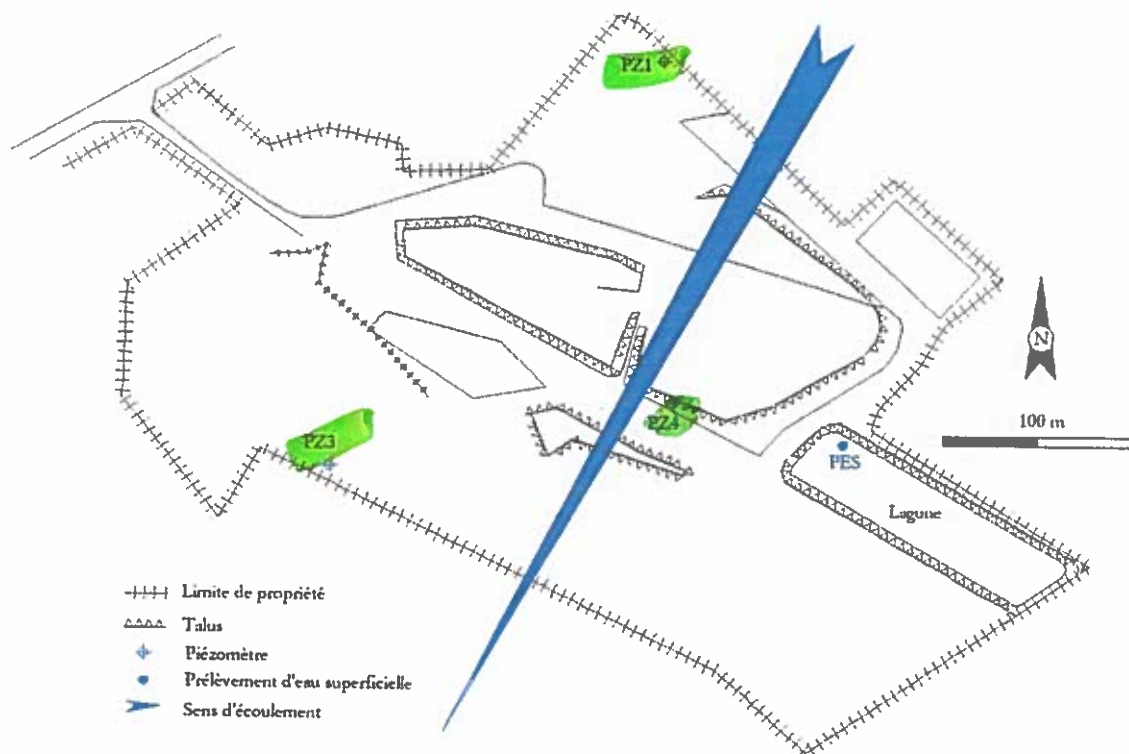 PZ1
N
PZ4
100 m
PZ3
PES
Lagune
Limite de propriété
Talus
Piézomètre
Prélèvement d'eau superficielle
Sens d'écoulement